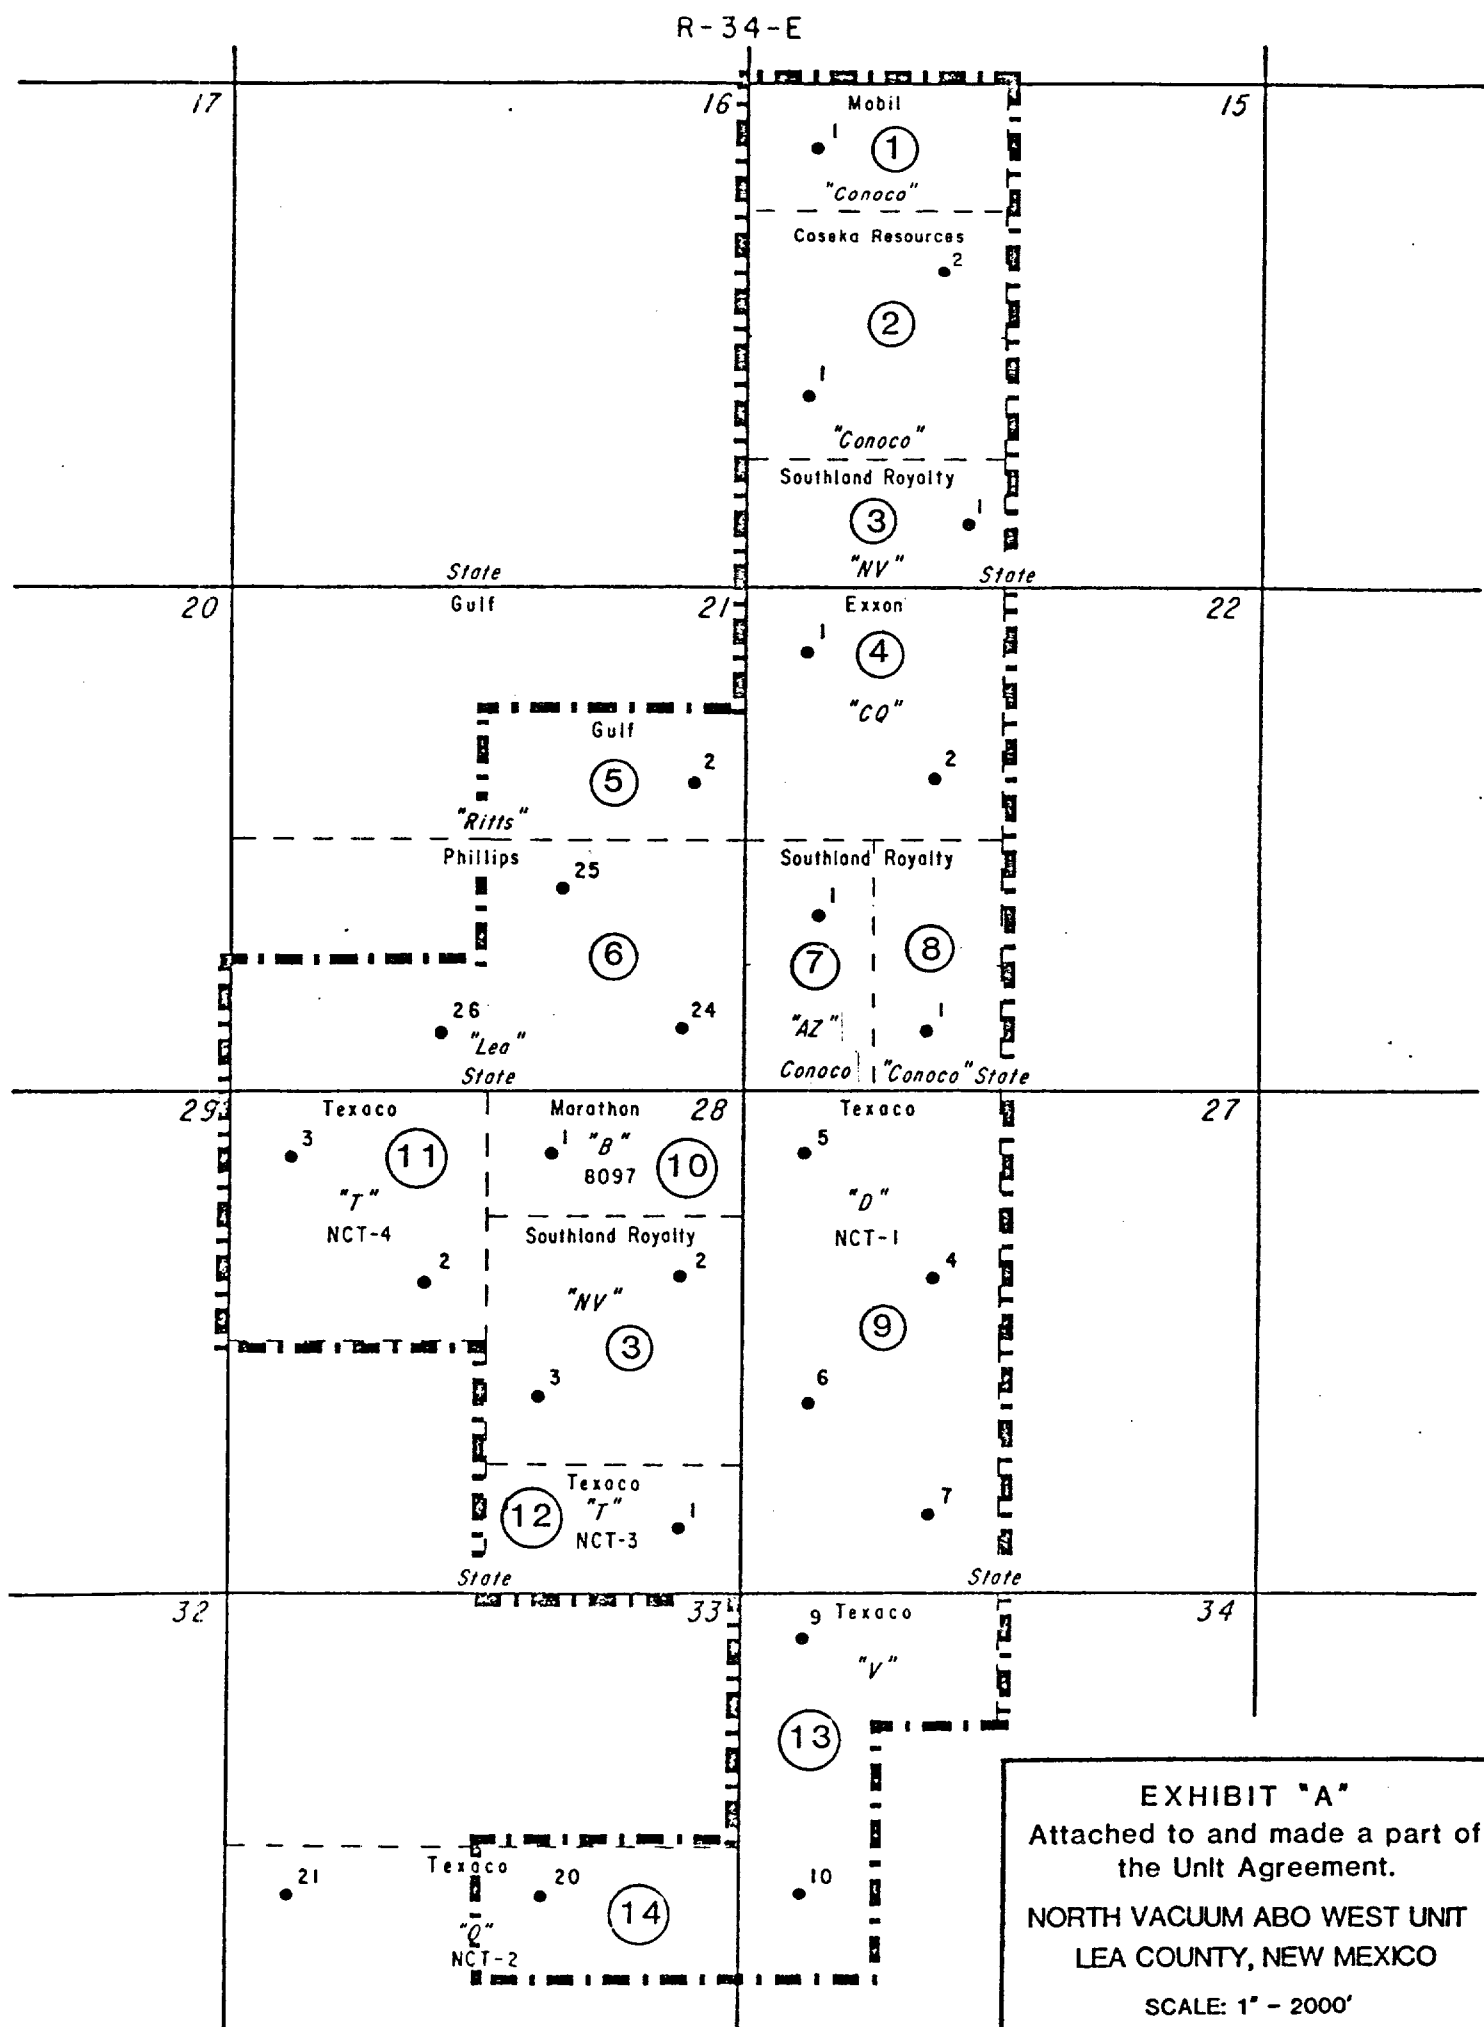 R-34-E
17
16
15
Mobil
1
1
"Conoco"
Coseka Resources
2
2
1
"Conoco"
Southland Royalty
3
1
"NV"
State
State
20
Gulf
21
Exxon
22
1
4
"CQ"
Gulf
5
2
2
"Ritts"
Phillips
Southland Royalty
25
1
6
7
8
26
"Lea"
24
"AZ"
1
State
Conoco
"Conoco" State
29
Texaco
Marathon
28
Texaco
27
3
11
1
"B"
8097
10
5
"T"
NCT-4
"D"
NCT-1
Southland Royalty
2
2
4
"NV"
3
9
3
6
Texaco
12
"T"
NCT-3
1
7
State
State
32
33
9
Texaco
34
"V"
13
Texaco
21
20
14
10
"Q"
NCT-2
EXHIBIT "A"
Attached to and made a part of
the Unit Agreement.
NORTH VACUUM ABO WEST UNIT
LEA COUNTY, NEW MEXICO
SCALE: 1" - 2000'